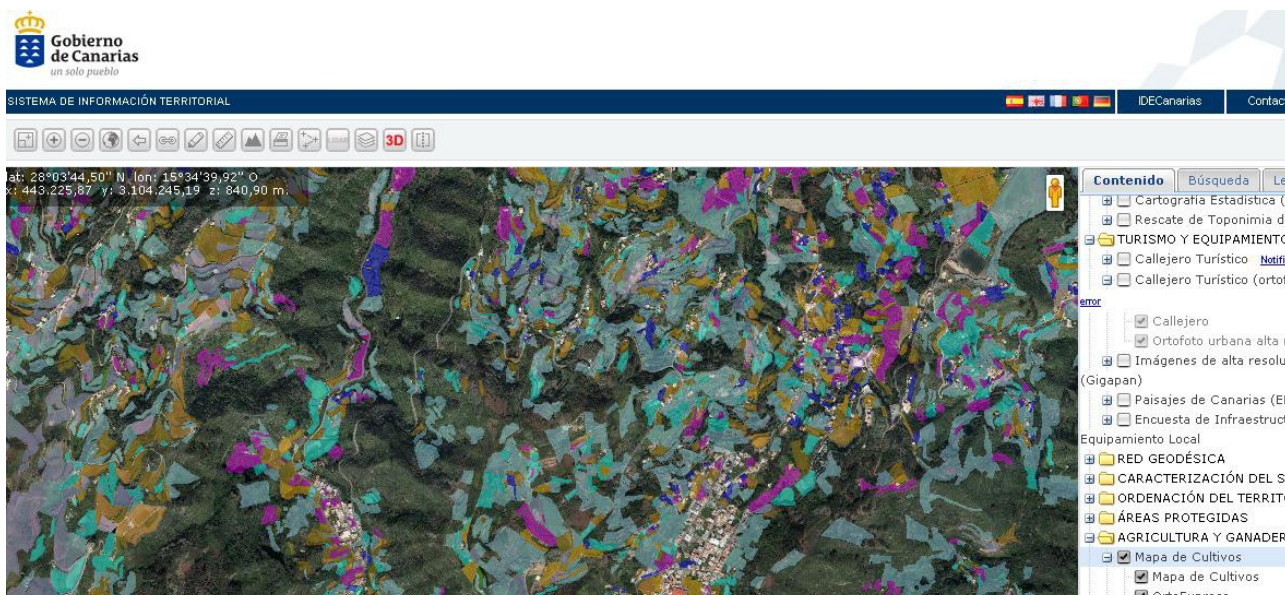 Gobierno
de Canarias
un solo pueblo
SISTEMA DE INFORMACIÓN TERRITORIAL
IDECanarias
Contac
3D
lat: 28°03'44,50'' N lon: 15°34'39,92'' O
x: 443.225,87 y: 3.104.245,19 z: 840,90 m.
Contenido
Búsqueda
Le
Cartografía Estadística (
Rescate de Toponimia d
TURISMO Y EQUIPAMIENTO
Callejero Turístico Notifi
Callejero Turístico (ortof
error
Callejero
Ortofoto urbana alta
Imágenes de alta resolu
(Gigapan)
Paisajes de Canarias (El
Encuesta de Infraestruct
Equipamiento Local
RED GEODÉSICA
CARACTERIZACIÓN DEL S
ORDENACIÓN DEL TERRITO
ÁREAS PROTEGIDAS
AGRICULTURA Y GANADER
Mapa de Cultivos
Mapa de Cultivos